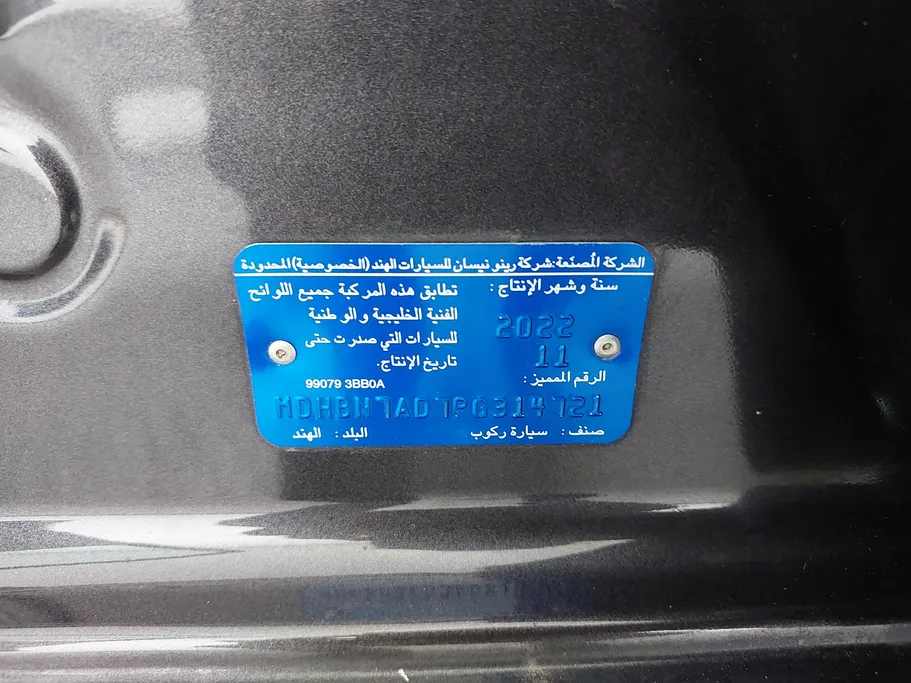 الشركة المُصنّعة: شركة رينو نيسان للسيارات الهند (الخصوصية) المحدودة
سنة وشهر الإنتاج :
2022
11
تطابق هذه المركبة جميع اللوائح
الفنية الخليجية والوطنية
للسيارات التي صدرت حتى
تاريخ الإنتاج.
الرقم المميز :
99079 3BB0A
MDHBN7AD7PG314721
صنف : سيارة ركوب
البلد : الهند